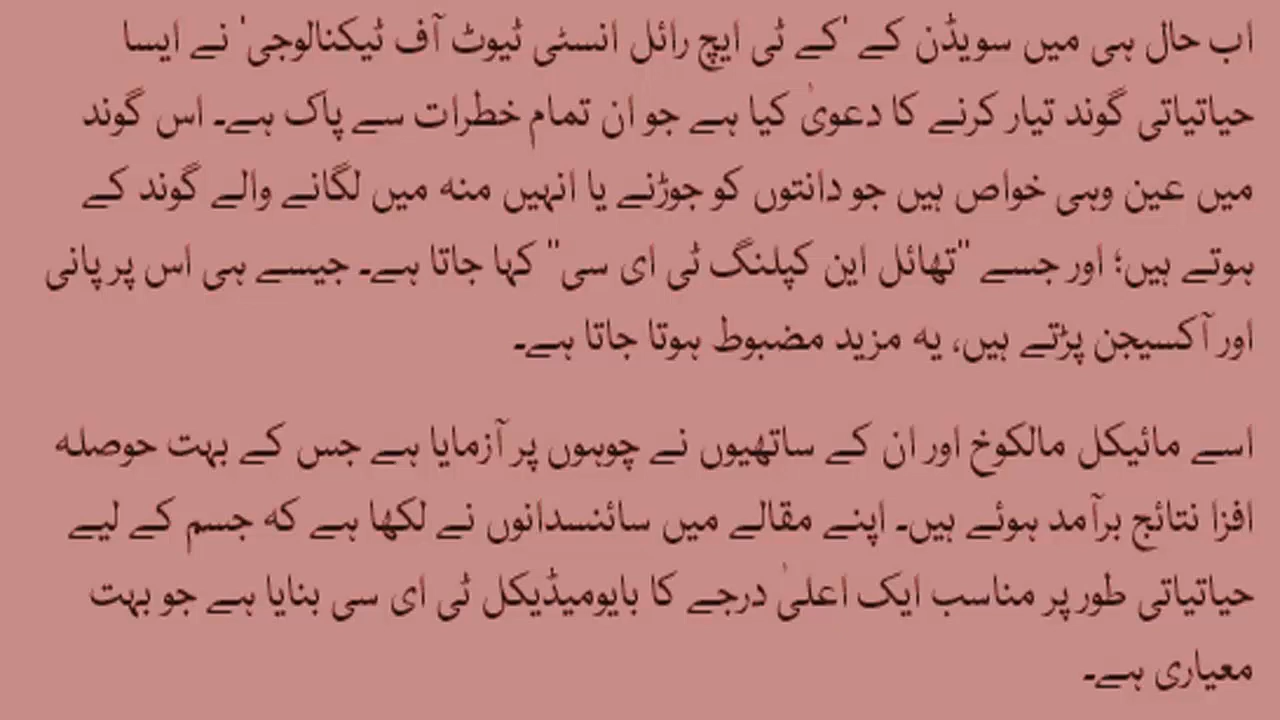 اب حال ہی میں سویڈن کے 'کے ٹی ایچ رائل انسٹی ٹیوٹ آف ٹیکنالوجی' نے ایسا
حیاتیاتی گوند تیار کرنے کا دعویٰ کیا ہے جو ان تمام خطرات سے پاک ہے۔ اس گوند
میں عین وہی خواص ہیں جو دانتوں کو جوڑنے یا انہیں منہ میں لگانے والے گوند کے
ہوتے ہیں؛ اور جسے "تھائل این کپلنگ ٹی ای سی" کہا جاتا ہے۔ جیسے ہی اس پر پانی
اور آکسیجن پڑتے ہیں، یہ مزید مضبوط ہوتا جاتا ہے۔
اسے مائیکل مالکوخ اور ان کے ساتھیوں نے چوہوں پر آزمایا ہے جس کے بہت حوصلہ
افزا نتائج برآمد ہوئے ہیں۔ اپنے مقالے میں سائنسدانوں نے لکھا ہے کہ جسم کے لیے
حیاتیاتی طور پر مناسب ایک اعلیٰ درجے کا بایومیڈیکل ٹی ای سی بنایا ہے جو بہت
معیاری ہے۔